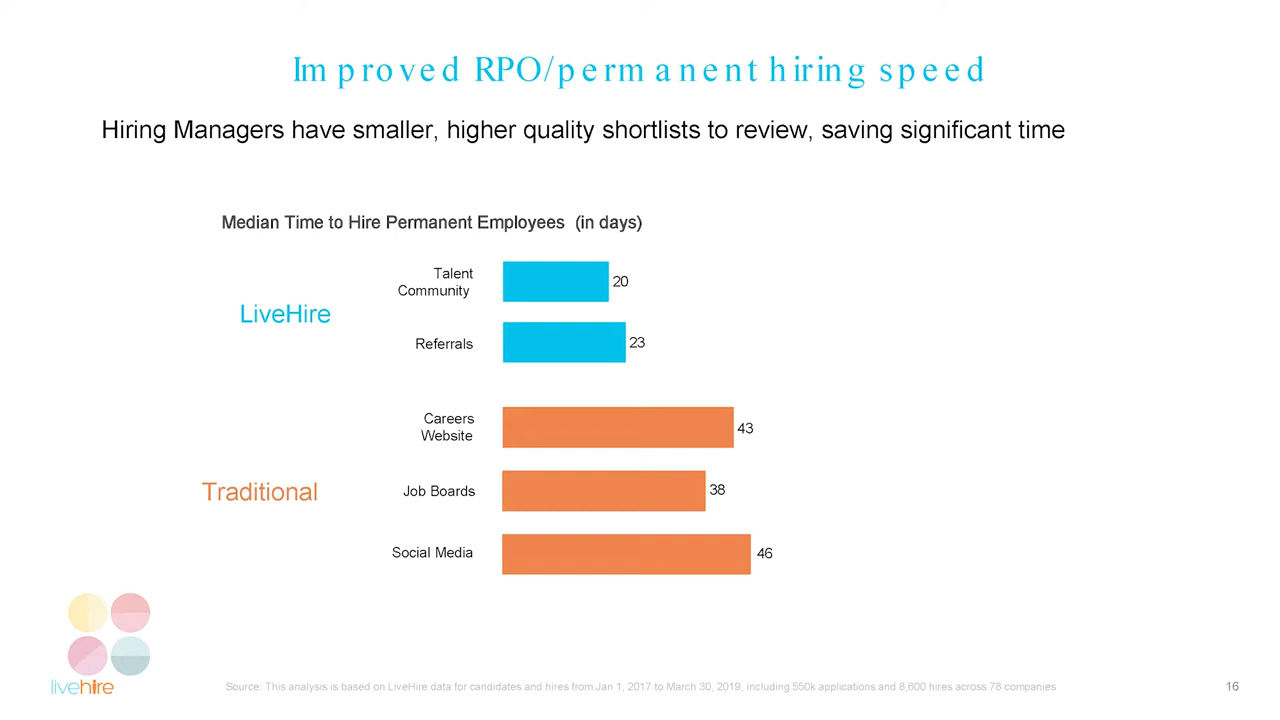 Improved RPO/permanent hiring speed
Hiring Managers have smaller, higher quality shortlists to review, saving significant time
Median Time to Hire Permanent Employees (in days)
Talent
Community
20
LiveHire
Referrals
23
Careers
Website
43
Traditional
Job Boards
38
Social Media
46
livehire
Source: This analysis is based on LiveHire data for candidates and hires from Jan 1, 2017 to March 30, 2019, including 550k applications and 8,600 hires across 78 companies
16